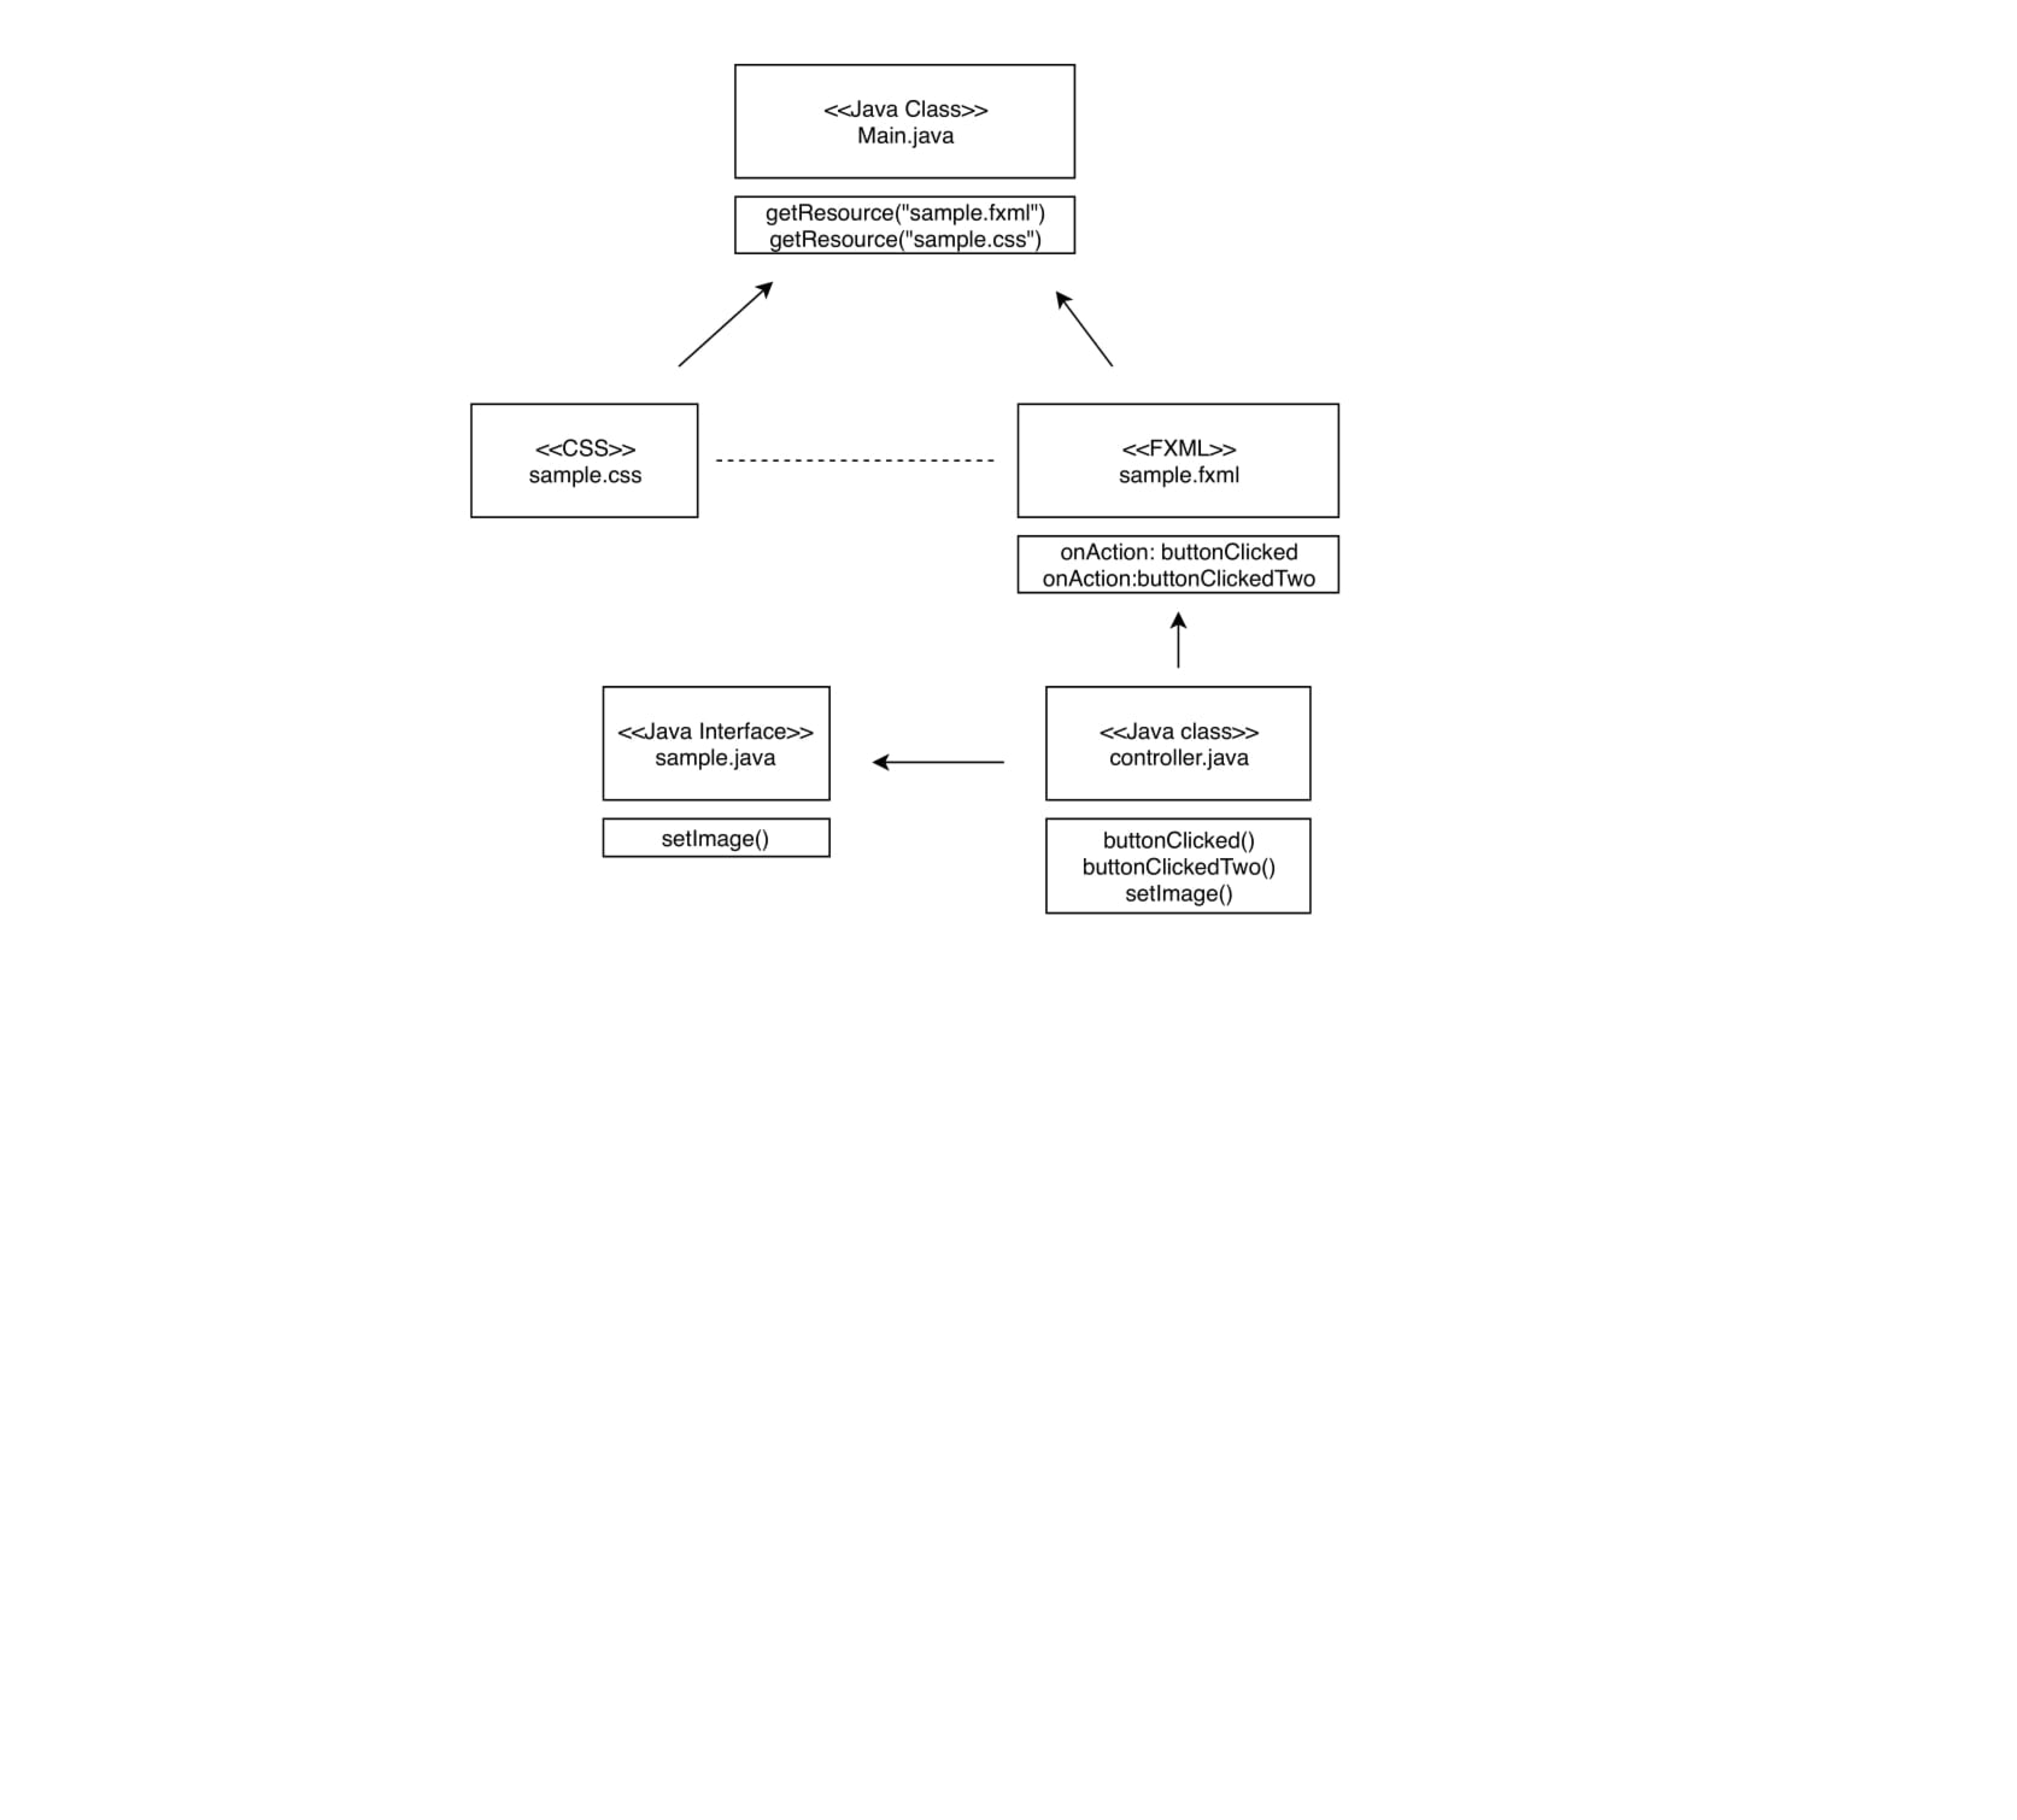 <<Java Class>>
Main.java
getResource("sample.fxml")
getResource("sample.css")
<<CSS>>
sample.css
<<FXML>>
sample.fxml
onAction: buttonClicked
onAction:buttonClickedTwo
<<Java Interface>>
sample.java
setImage()
<<Java class>>
controller.java
buttonClicked()
buttonClickedTwo()
setImage()